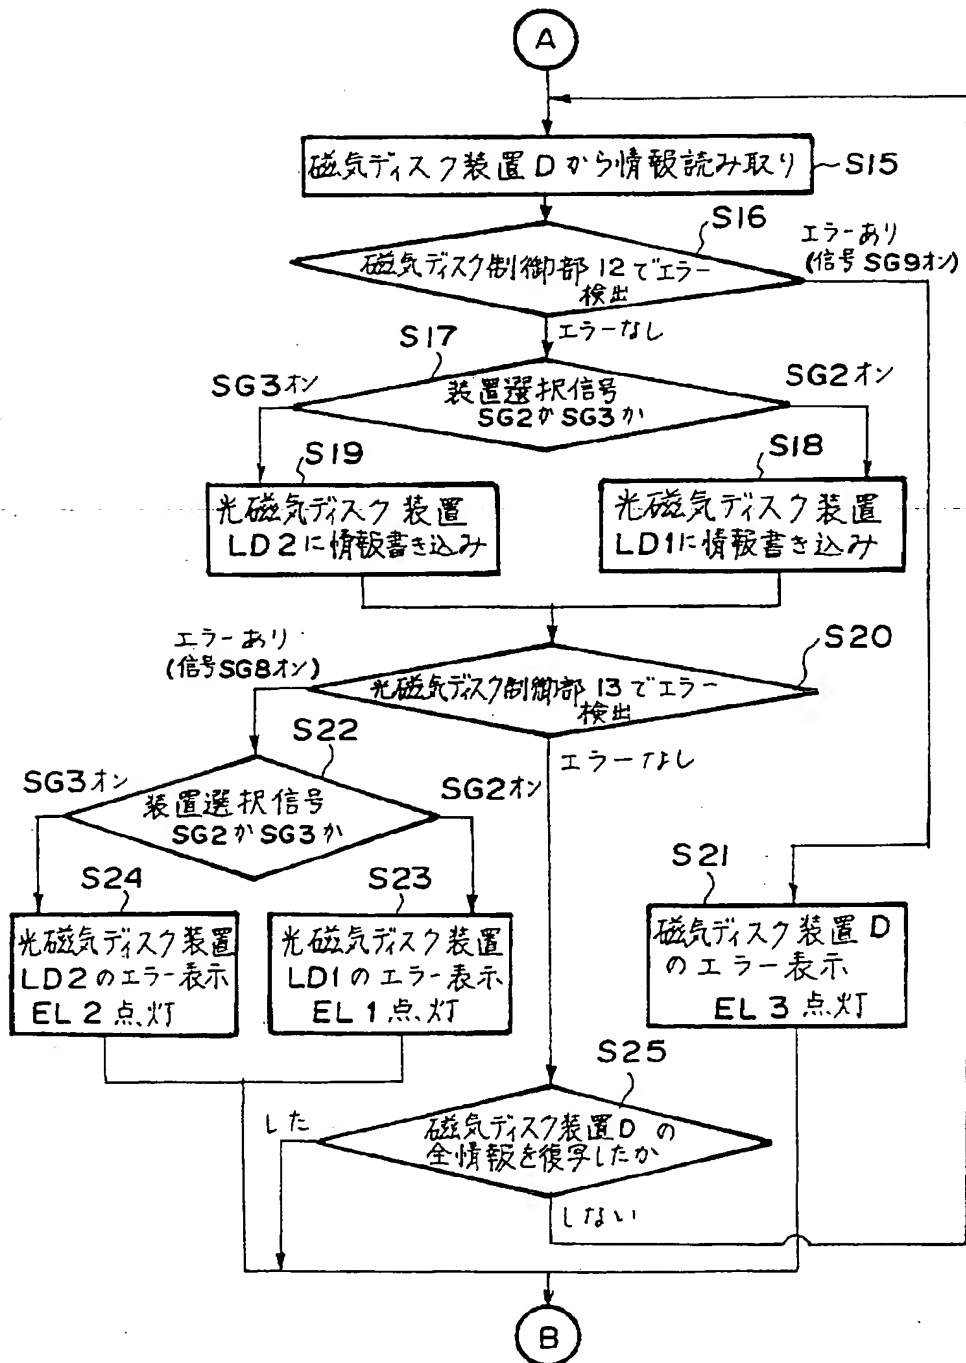 A
磁気ディスク装置Dから情報読み取り
S15
S16
エラーあり
(信号SG9オン)
磁気ディスク制御部12でエラー
検出
エラーなし
S17
SG3オン
SG2オン
装置選択信号
SG2かSG3か
S19
S18
光磁気ディスク装置
LD2に情報書き込み
光磁気ディスク装置
LD1に情報書き込み
エラーあり
(信号SG8オン)
S20
光磁気ディスク制御部13でエラー
検出
S22
エラーなし
SG3オン
SG2オン
装置選択信号
SG2かSG3か
S24
S23
S21
光磁気ディスク装置
LD2のエラー表示
EL2点灯
光磁気ディスク装置
LD1のエラー表示
EL1点灯
磁気ディスク装置D
のエラー表示
EL3点灯
S25
した
磁気ディスク装置Dの
全情報を復写したか
しない
B